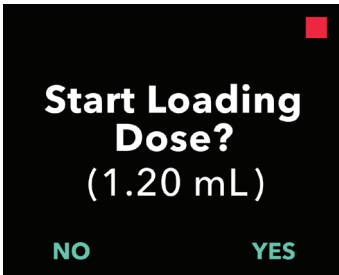 Start Loading
Dose?
(1.20 mL)
NO YES